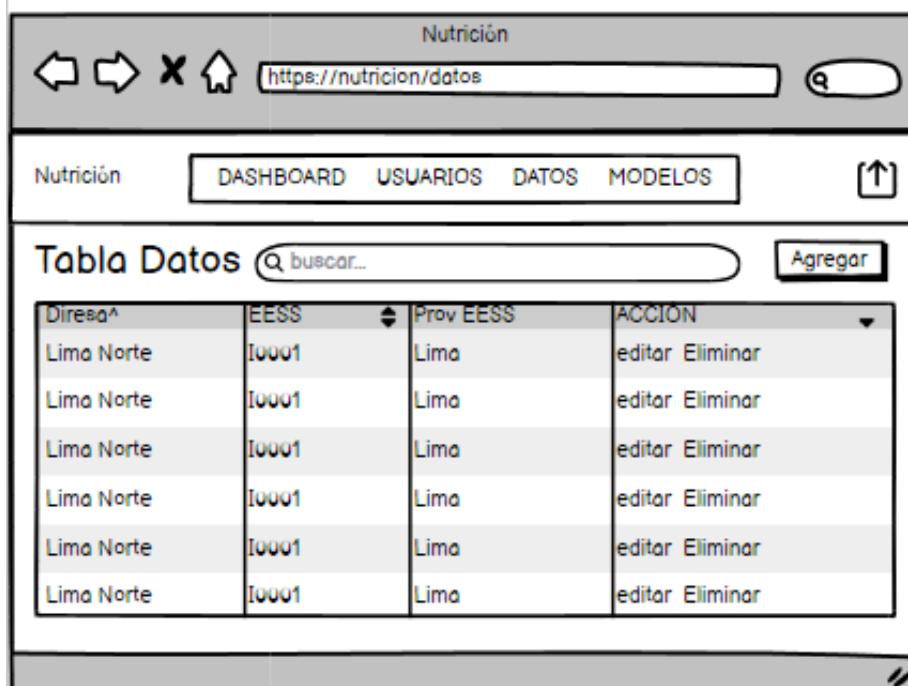 Nutrición
https://nutricion/datos
Nutrición DASHBOARD USUARIOS DATOS MODELOS
Tabla Datos buscar... Agregar
Diresa^ EESS Prov EESS ACCIÓN
Lima Norte I0001 Lima editar Eliminar
Lima Norte I0001 Lima editar Eliminar
Lima Norte I0001 Lima editar Eliminar
Lima Norte I0001 Lima editar Eliminar
Lima Norte I0001 Lima editar Eliminar
Lima Norte I0001 Lima editar Eliminar